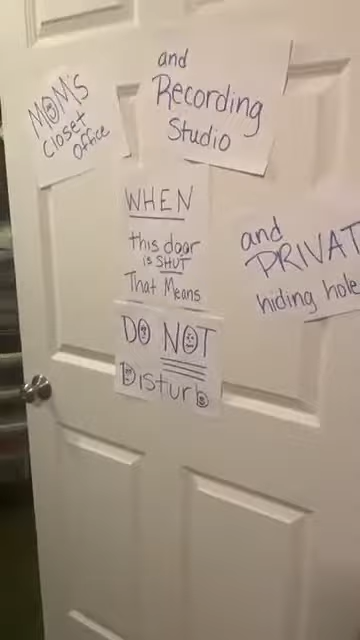 MOM's
Closet
Office
and
Recording
Studio
and
PRIVAT
hiding hole
WHEN
this door
is SHUT
That Means
DO NOT
Disturb